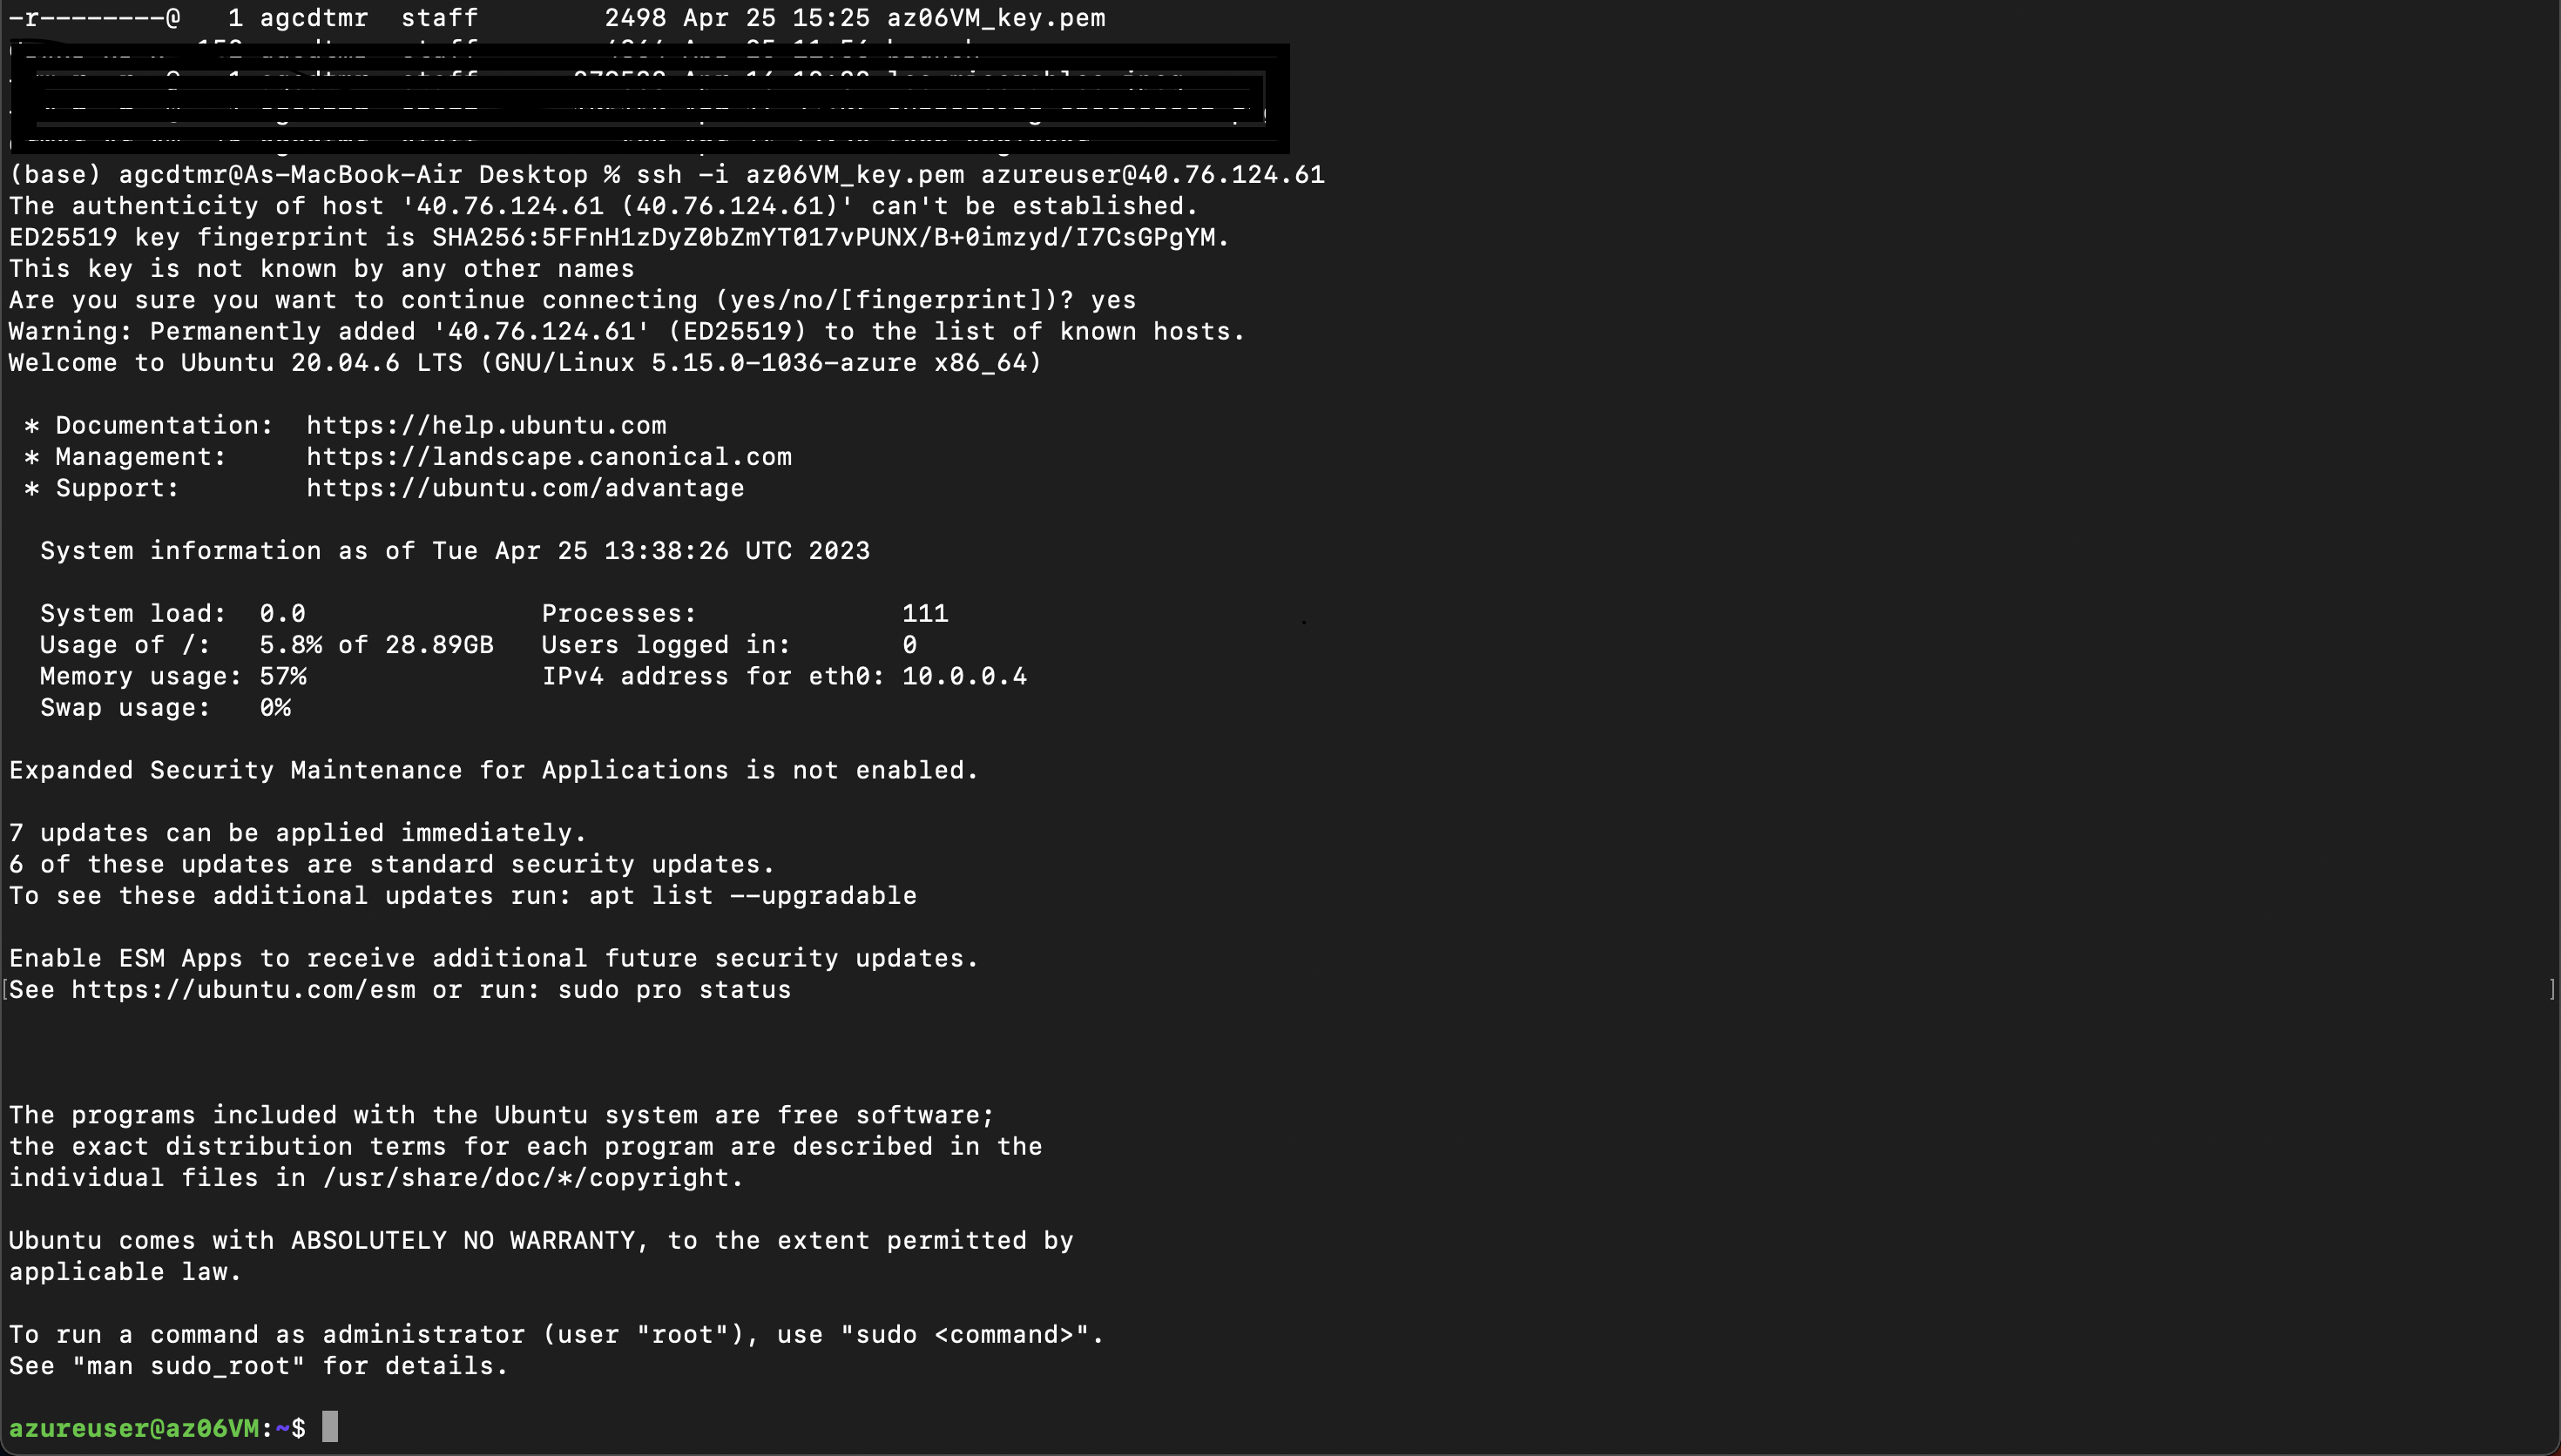 -r--------@   1 agcdtmr  staff        2498 Apr 25 15:25 az06VM_key.pem
(base) agcdtmr@As-MacBook-Air Desktop % ssh -i az06VM_key.pem azureuser@40.76.124.61
The authenticity of host '40.76.124.61 (40.76.124.61)' can't be established.
ED25519 key fingerprint is SHA256:5FFnH1zDyZ0bZmYT017vPUNX/B+0imzyd/I7CsGPgYM.
This key is not known by any other names
Are you sure you want to continue connecting (yes/no/[fingerprint])? yes
Warning: Permanently added '40.76.124.61' (ED25519) to the list of known hosts.
Welcome to Ubuntu 20.04.6 LTS (GNU/Linux 5.15.0-1036-azure x86_64)
 * Documentation:  https://help.ubuntu.com
 * Management:     https://landscape.canonical.com
 * Support:        https://ubuntu.com/advantage
  System information as of Tue Apr 25 13:38:26 UTC 2023
  System load:  0.0               Processes:             111
  Usage of /:   5.8% of 28.89GB   Users logged in:       0
  Memory usage: 57%               IPv4 address for eth0: 10.0.0.4
  Swap usage:   0%
Expanded Security Maintenance for Applications is not enabled.
7 updates can be applied immediately.
6 of these updates are standard security updates.
To see these additional updates run: apt list --upgradable
Enable ESM Apps to receive additional future security updates.
[See https://ubuntu.com/esm or run: sudo pro status ]
The programs included with the Ubuntu system are free software;
the exact distribution terms for each program are described in the
individual files in /usr/share/doc/*/copyright.
Ubuntu comes with ABSOLUTELY NO WARRANTY, to the extent permitted by
applicable law.
To run a command as administrator (user "root"), use "sudo <command>".
See "man sudo_root" for details.
azureuser@az06VM:~$